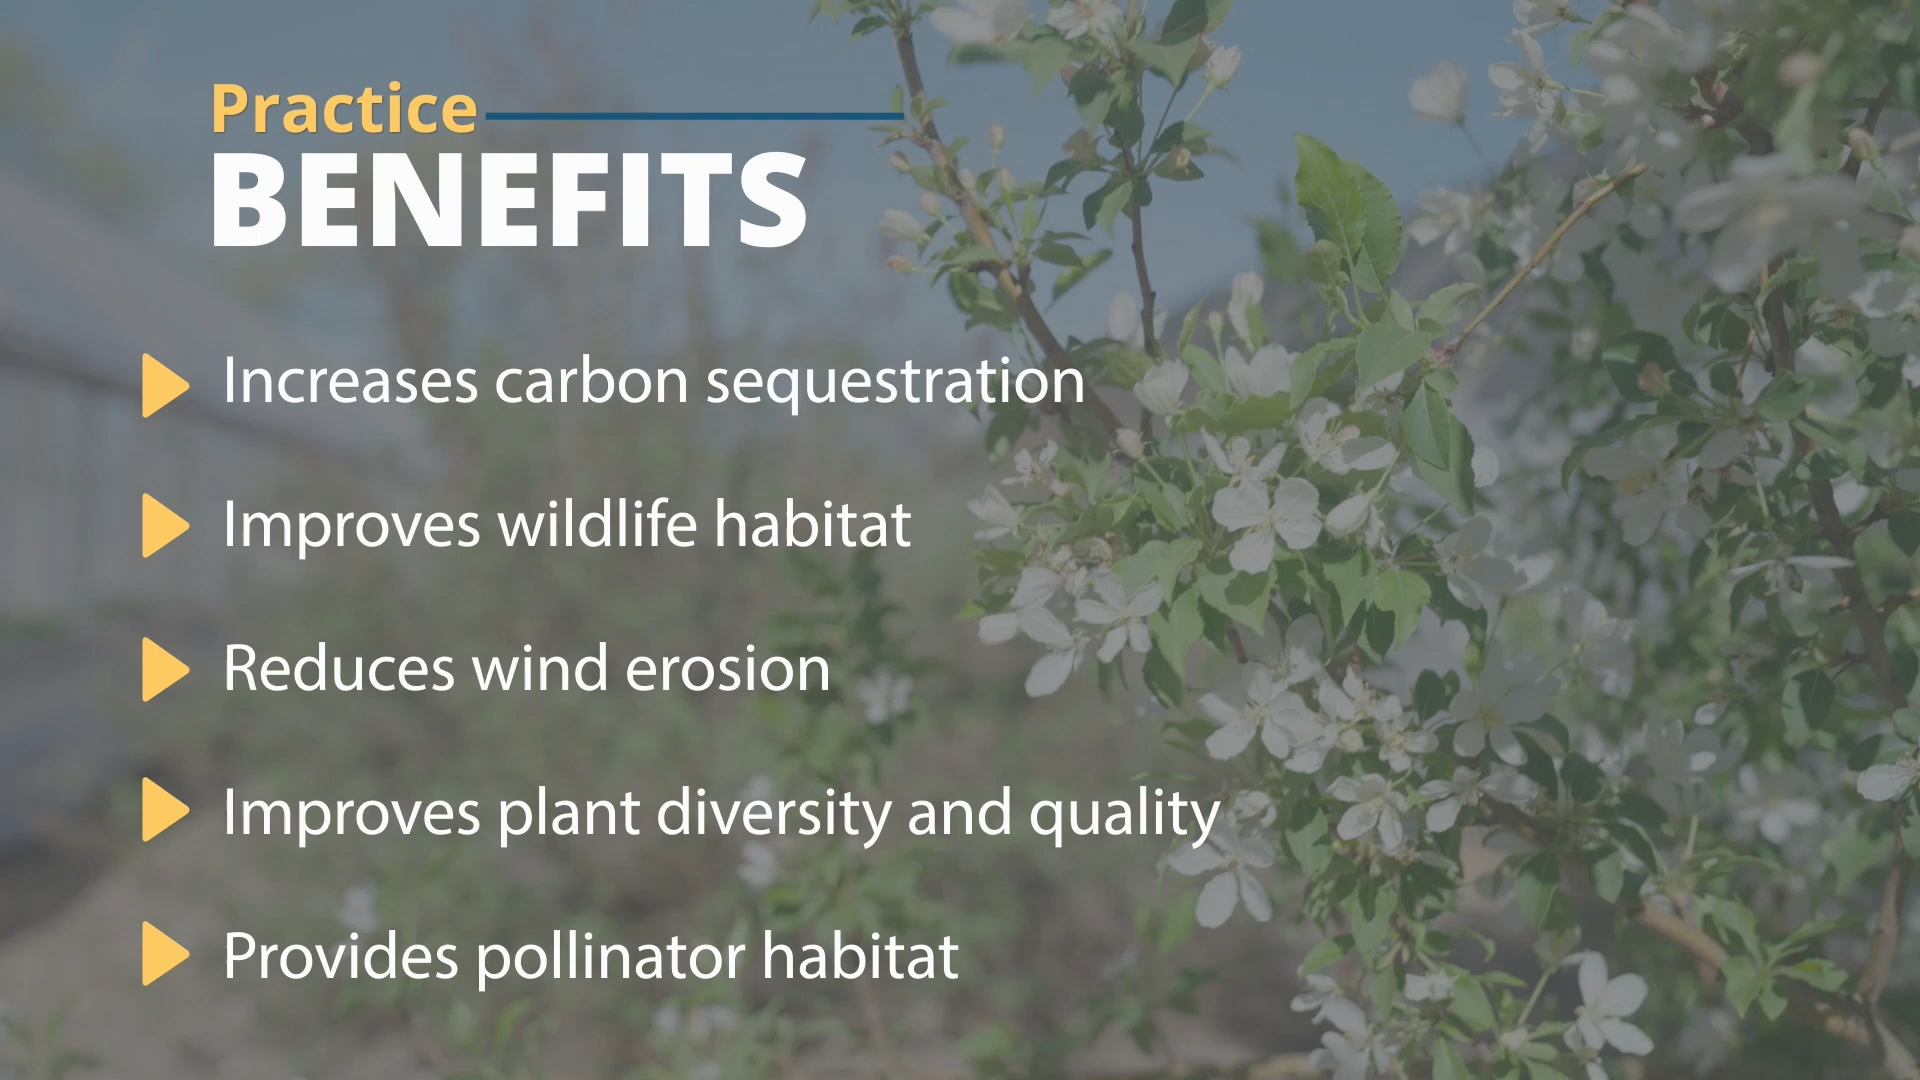 Practice
BENEFITS
Increases carbon sequestration
Improves wildlife habitat
Reduces wind erosion
Improves plant diversity and quality
Provides pollinator habitat